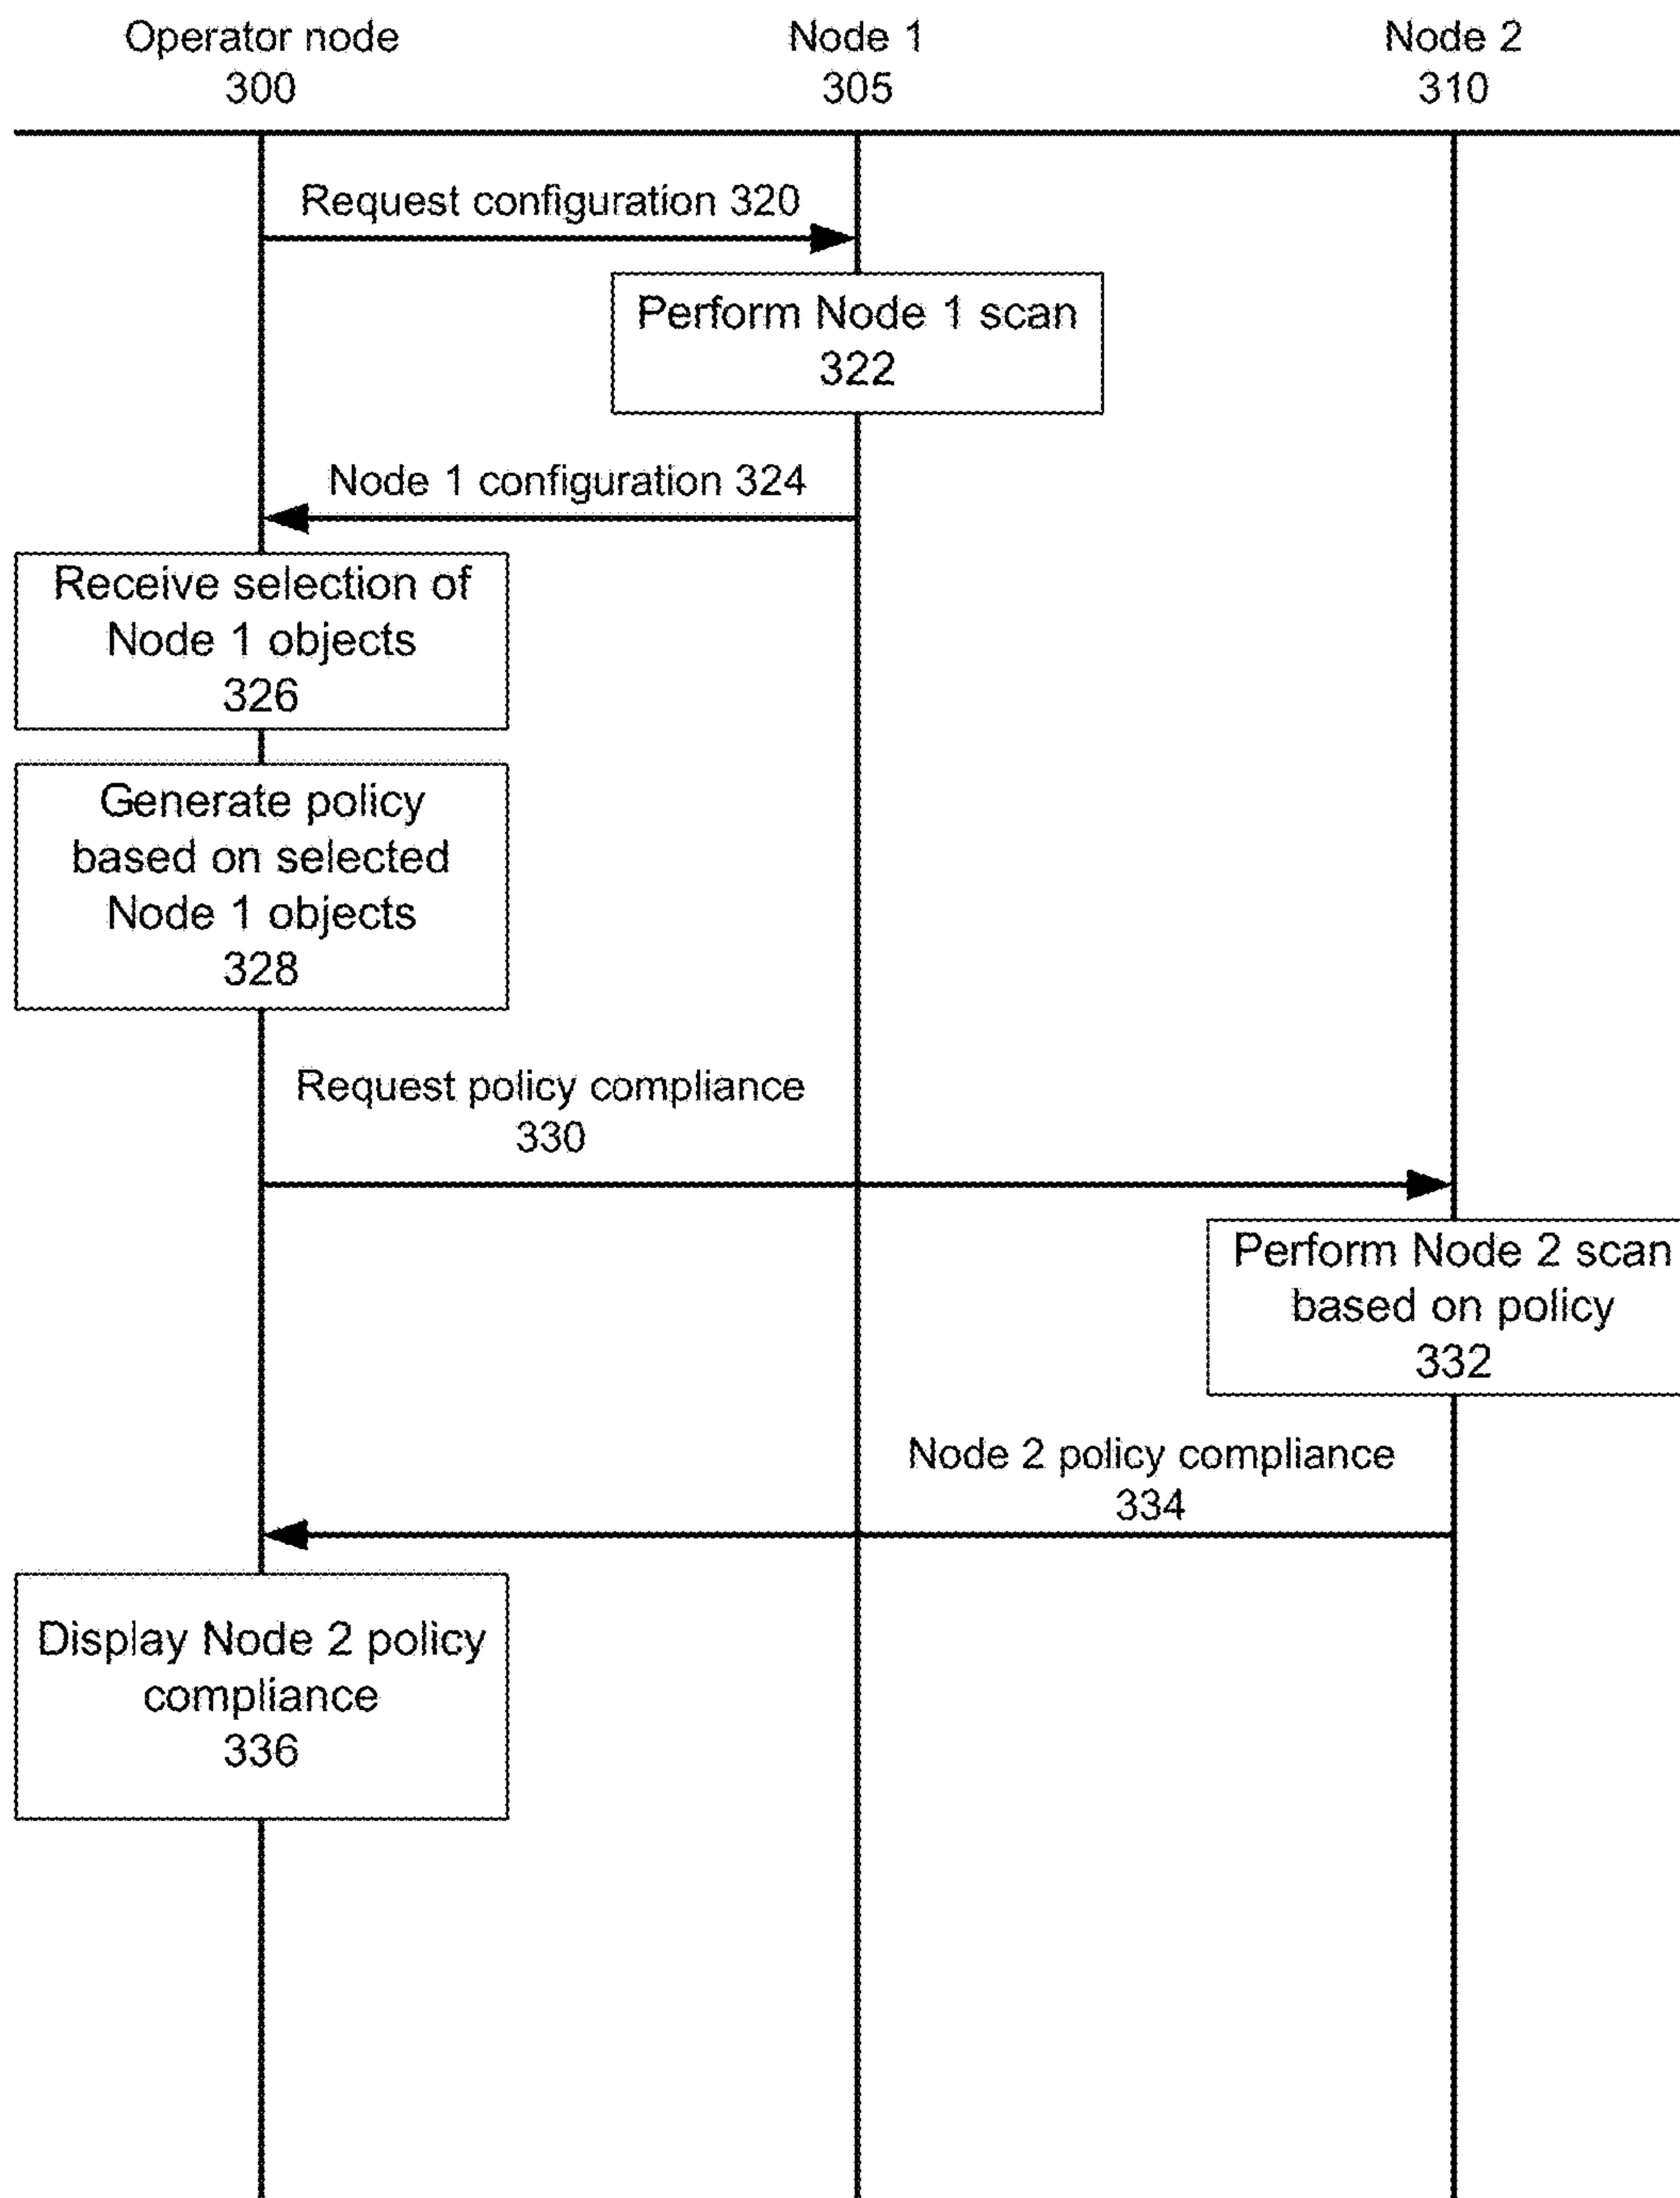 Operator node
300
Node 1
305
Node 2
310
Request configuration 320
Perform Node 1 scan
322
Node 1 configuration 324
Receive selection of
Node 1 objects
326
Generate policy
based on selected
Node 1 objects
328
Request policy compliance
330
Perform Node 2 scan
based on policy
332
Node 2 policy compliance
334
Display Node 2 policy
compliance
336